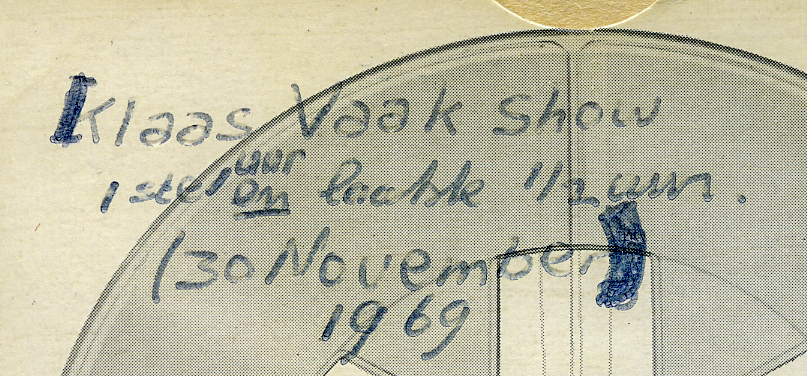 Klaas Vaak Show
1ste uur en laatste 1/2 uur.
(30 November)
1969